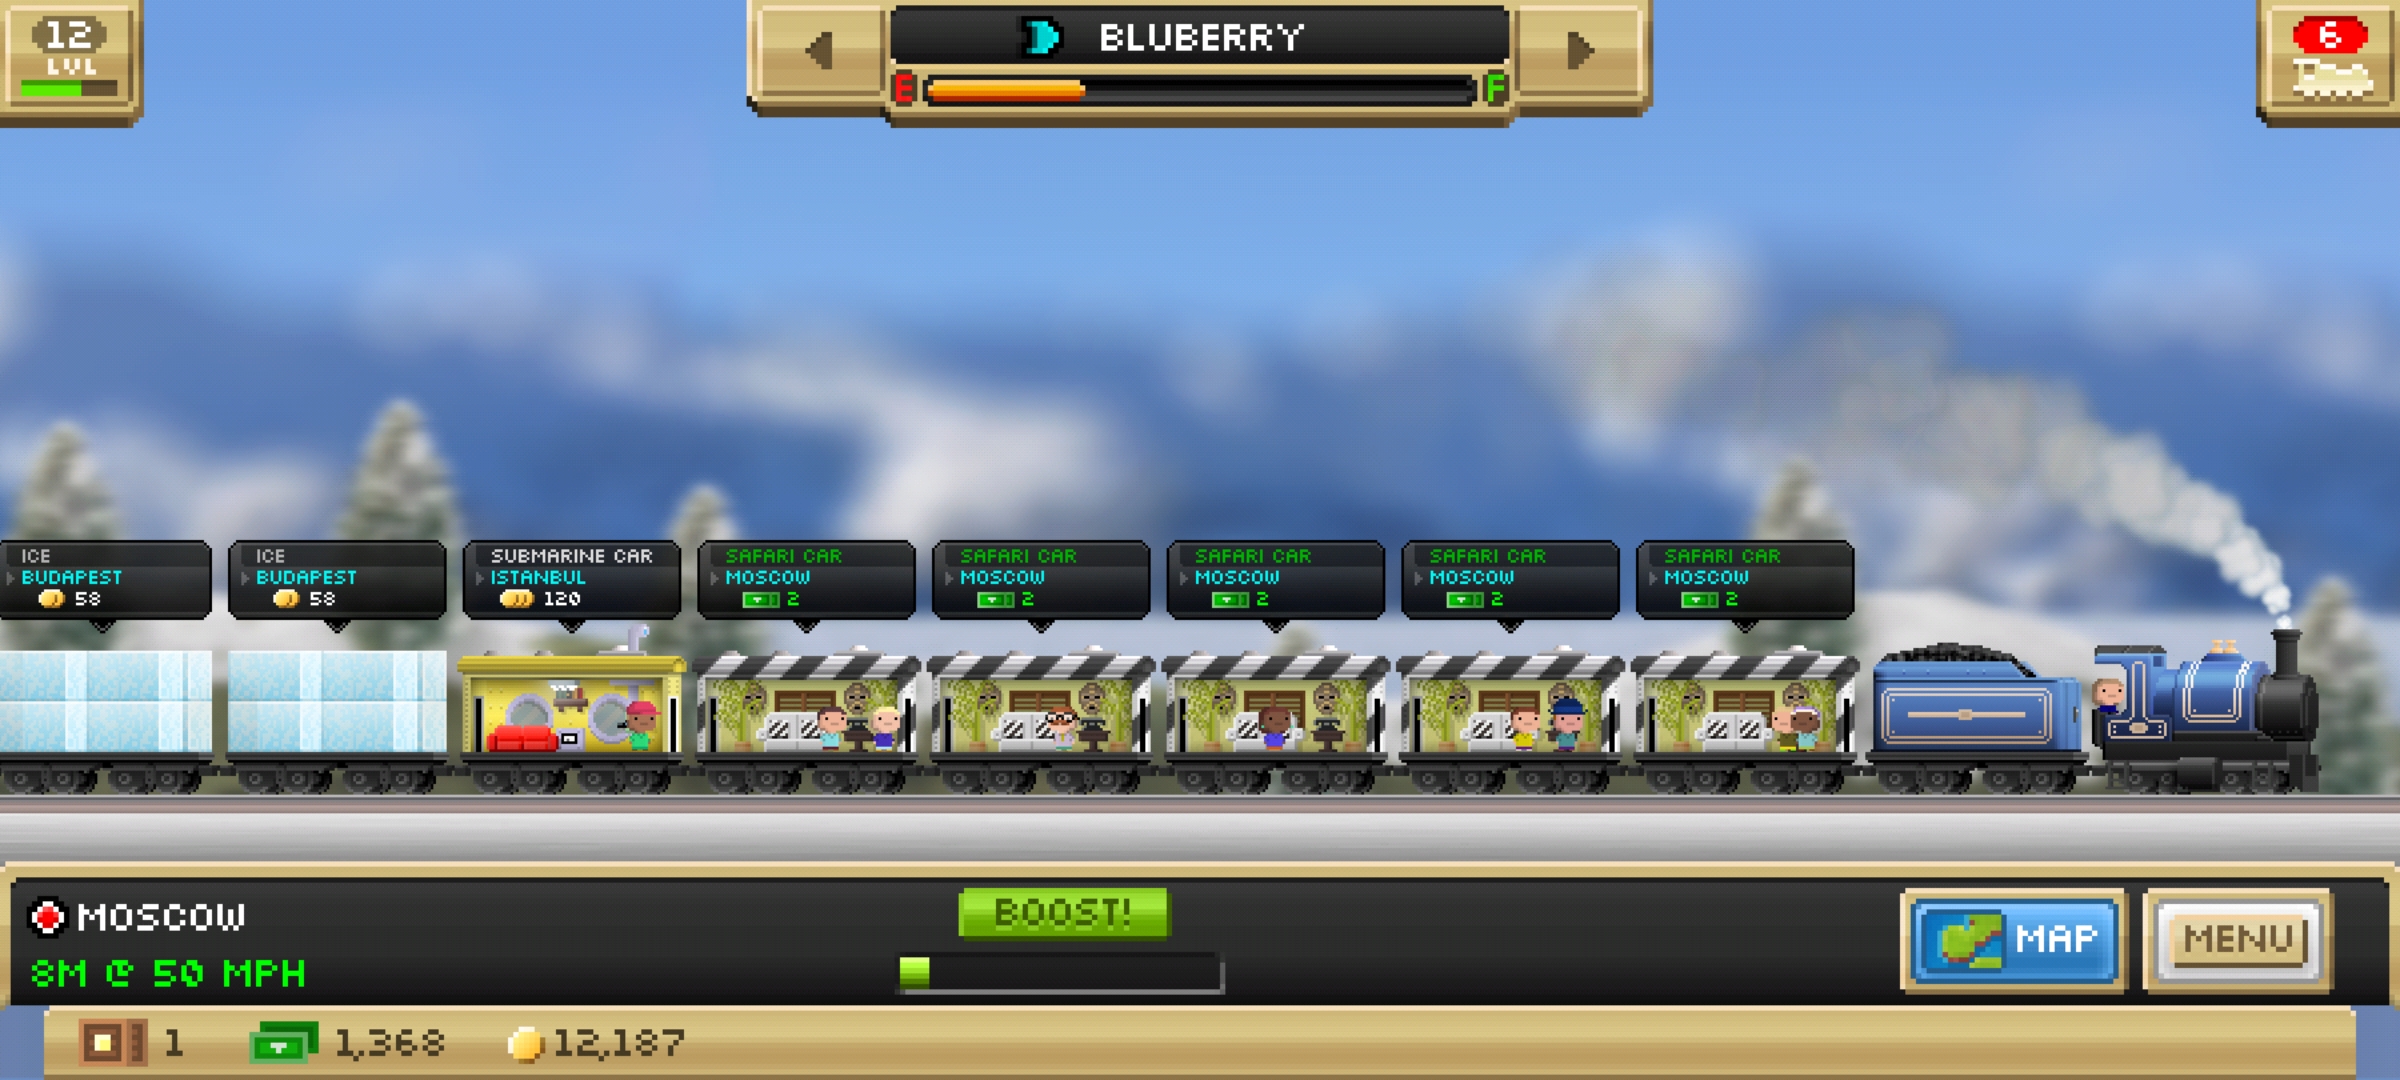 12
LVL
BLUBERRY
E F
6
ICE
BUDAPEST
58
ICE
BUDAPEST
58
SUBMARINE CAR
ISTANBUL
120
SAFARI CAR
MOSCOW
2
SAFARI CAR
MOSCOW
2
SAFARI CAR
MOSCOW
2
SAFARI CAR
MOSCOW
2
SAFARI CAR
MOSCOW
2
MOSCOW
8M @ 50 MPH
BOOST!
MAP
MENU
1
1,368
12,187